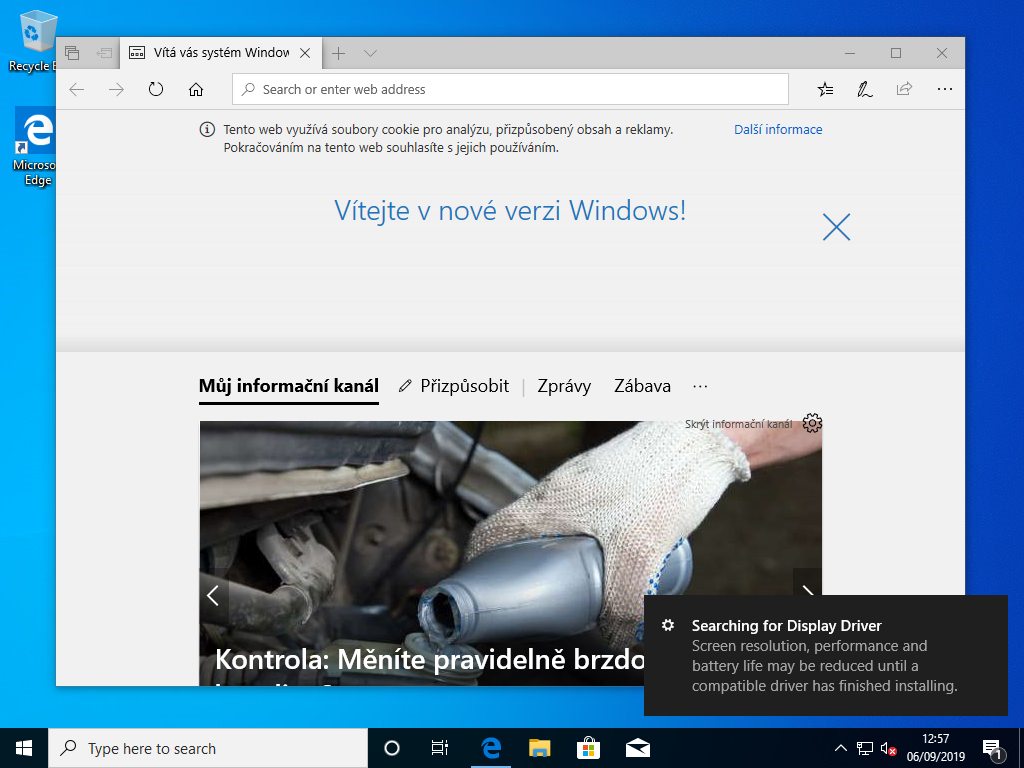 Recycle
Vítá vás systém Window
Search or enter web address
Microso
Edge
Tento web využívá soubory cookie pro analýzu, přizpůsobený obsah a reklamy.
Pokračováním na tento web souhlasíte s jejich používáním.
Další informace
Vítejte v nové verzi Windows!
Můj informační kanál
Přizpůsobit
Zprávy
Zábava
Skrýt informační kanál
Kontrola: Měníte pravidelně brzdo
Searching for Display Driver
Screen resolution, performance and
battery life may be reduced until a
compatible driver has finished installing.
Type here to search
12:57
06/09/2019
1